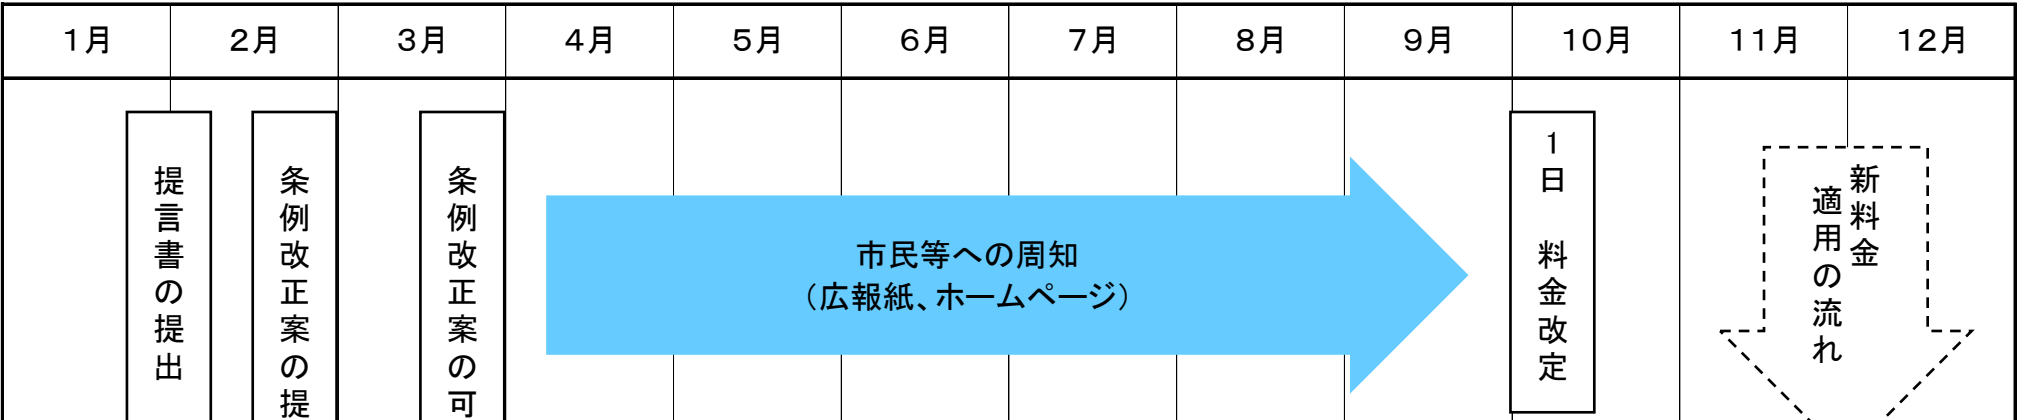 1月 2月 3月 4月 5月 6月 7月 8月 9月 10月 11月 12月
提言書の提出
条例改正案の提
条例改正案の可
市民等への周知
(広報紙、ホームページ)
1日 料金改定
新料金
適用の流れ